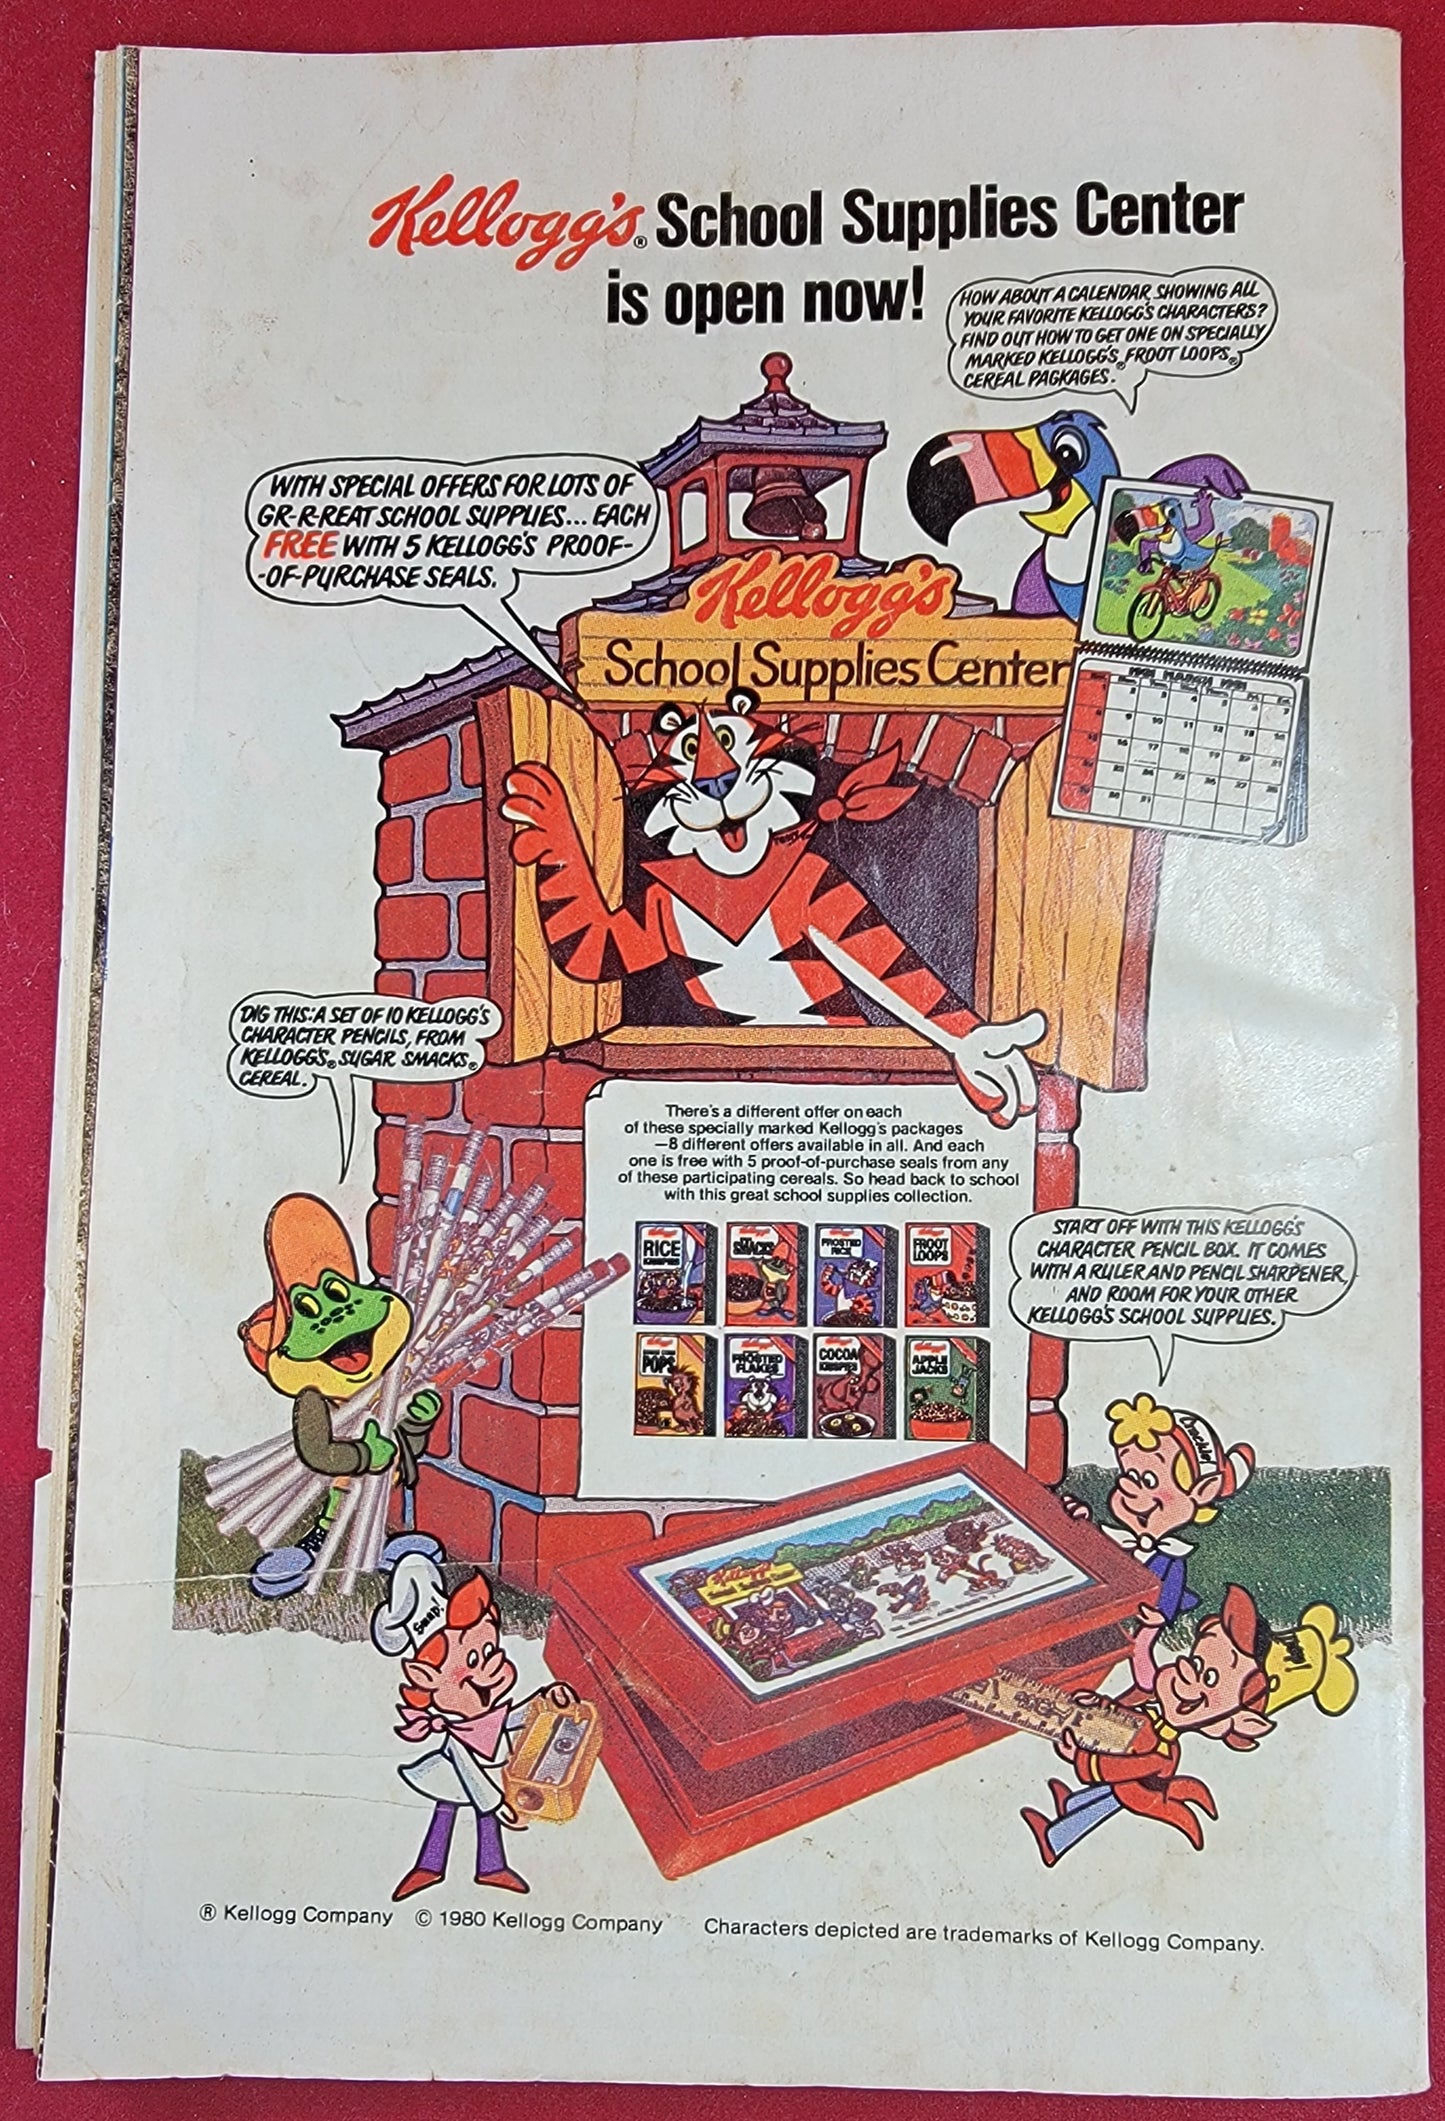 Kellogg's® School Supplies Center
is open now!
HOW ABOUT A CALENDAR, SHOWING ALL
YOUR FAVORITE KELLOGG'S CHARACTERS?
FIND OUT HOW TO GET ONE ON SPECIALLY
MARKED KELLOGG'S® FROOT LOOPS®
CEREAL PACKAGES.
WITH SPECIAL OFFERS FOR LOTS OF
GR-R-REAT SCHOOL SUPPLIES... EACH
FREE WITH 5 KELLOGG'S PROOF-
-OF-PURCHASE SEALS.
Kellogg's
School Supplies Center
DIG THIS: A SET OF 10 KELLOGG'S
CHARACTER PENCILS, FROM
KELLOGG'S® SUGAR SMACKS®
CEREAL.
There's a different offer on each
of these specially marked Kellogg's packages
—8 different offers available in all. And each
one is free with 5 proof-of-purchase seals from any
of these participating cereals. So head back to school
with this great school supplies collection.
RICE
KRISPIES
SMACKS
FROSTED
RICE
FROOT
LOOPS
POPS
FROSTED
FLAKES
COCOA
KRISPIES
APPLE
JACKS
START OFF WITH THIS KELLOGG'S
CHARACTER PENCIL BOX. IT COMES
WITH A RULER AND PENCIL SHARPENER,
AND ROOM FOR YOUR OTHER
KELLOGG'S SCHOOL SUPPLIES.
Crackle!
Snap!
Kellogg's
® Kellogg Company © 1980 Kellogg Company Characters depicted are trademarks of Kellogg Company.